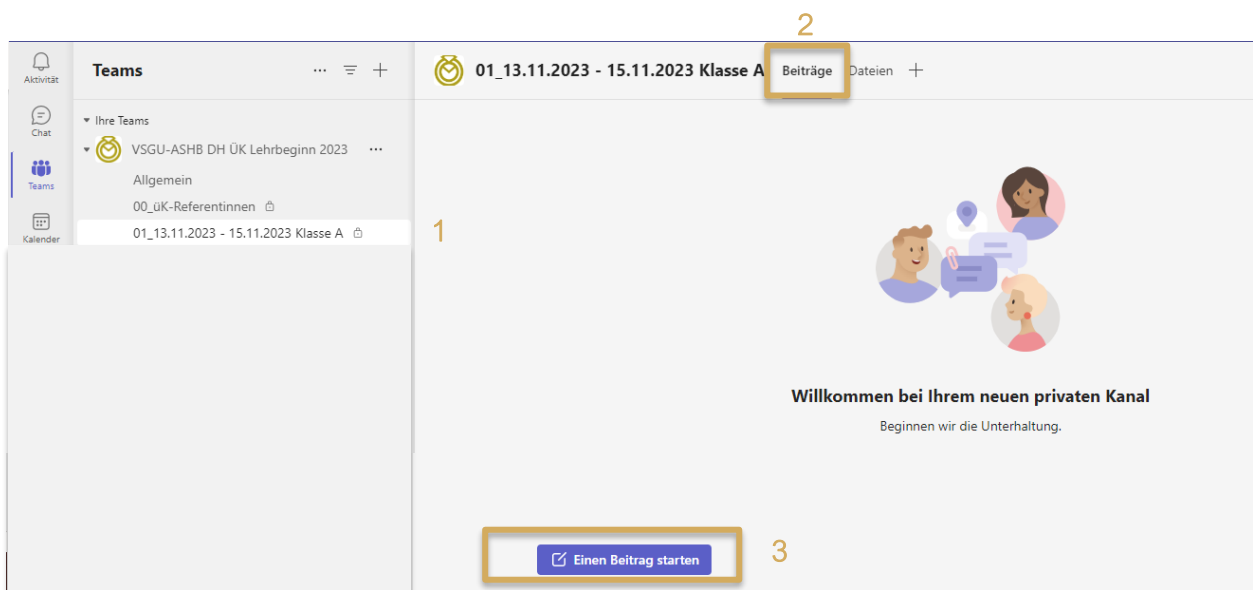 2
Aktivität
Chat
Teams
Kalender
Teams
Ihre Teams
VSGU-ASHB DH ÜK Lehrbeginn 2023
Allgemein
00_üK-Referentinnen
01_13.11.2023 - 15.11.2023 Klasse A
1
01_13.11.2023 - 15.11.2023 Klasse A Beiträge Dateien
Willkommen bei Ihrem neuen privaten Kanal
Beginnen wir die Unterhaltung.
Einen Beitrag starten
3